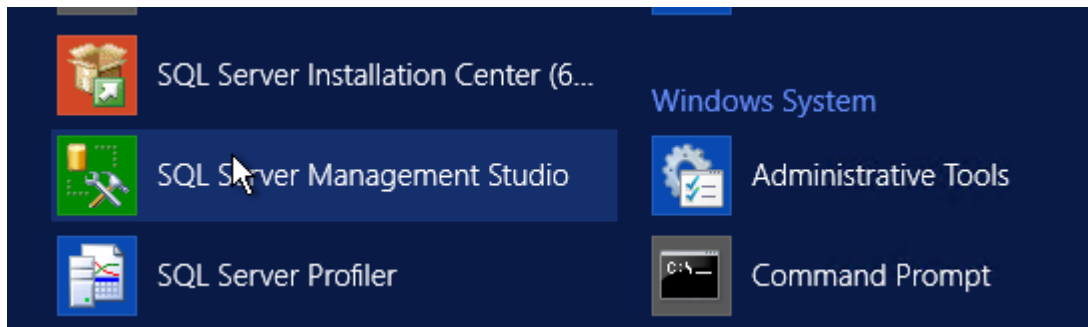 SQL Server Installation Center (6...
SQL Server Management Studio
SQL Server Profiler
Windows System
Administrative Tools
C:\_
Command Prompt